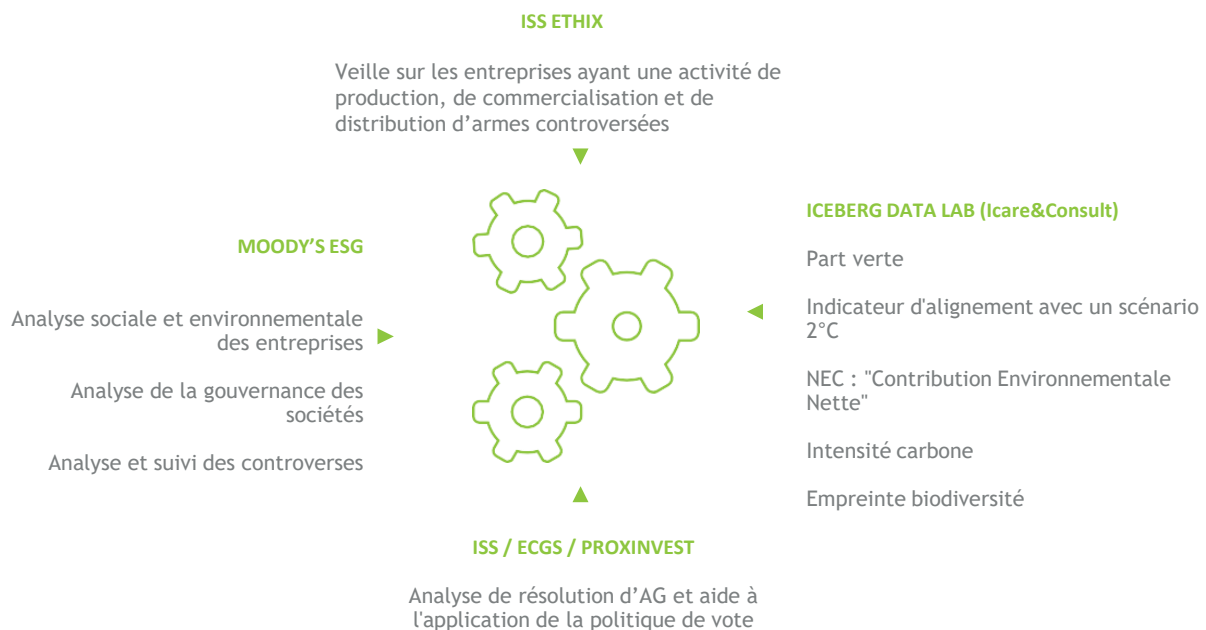 ISS ETHIX
Veille sur les entreprises ayant une activité de
production, de commercialisation et de
distribution d’armes controversées
MOODY’S ESG
Analyse sociale et environnementale
des entreprises
Analyse de la gouvernance des
sociétés
Analyse et suivi des controverses
ICEBERG DATA LAB (Icare&Consult)
Part verte
Indicateur d'alignement avec un scénario
2°C
NEC : "Contribution Environnementale
Nette"
Intensité carbone
Empreinte biodiversité
ISS / ECGS / PROXINVEST
Analyse de résolution d’AG et aide à
l'application de la politique de vote